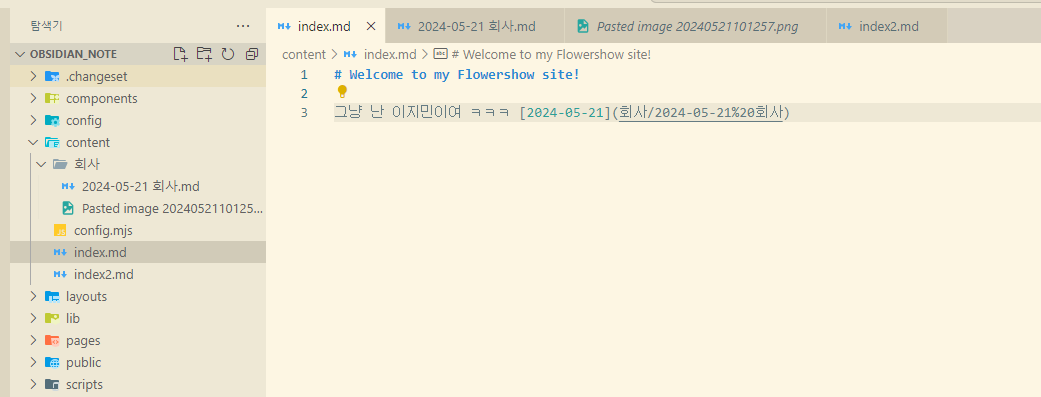 탐색기 ...
OBSIDIAN_NOTE
.changeset
components
config
content
회사
2024-05-21 회사.md
Pasted image 2024052110125...
config.mjs
index.md
index2.md
layouts
lib
pages
public
scripts
index.md 2024-05-21 회사.md Pasted image 20240521101257.png index2.md
content > index.md > # Welcome to my Flowershow site!
1 # Welcome to my Flowershow site!
2
3 그냥 난 이지민이여 ㅋㅋㅋ [2024-05-21](회사/2024-05-21%20회사)